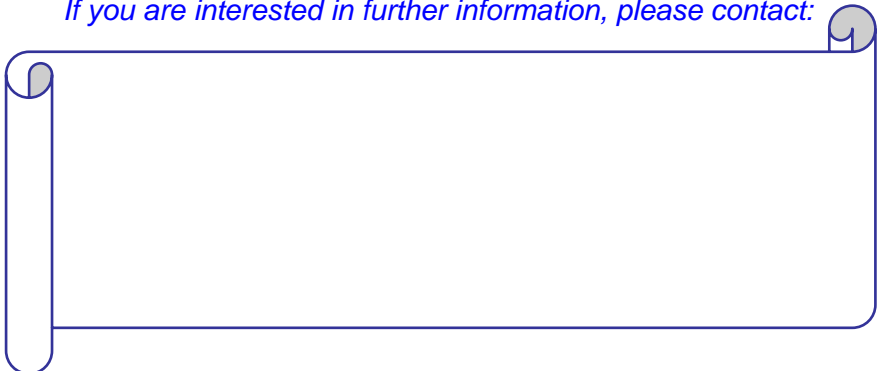 If you are interested in further information, please contact: